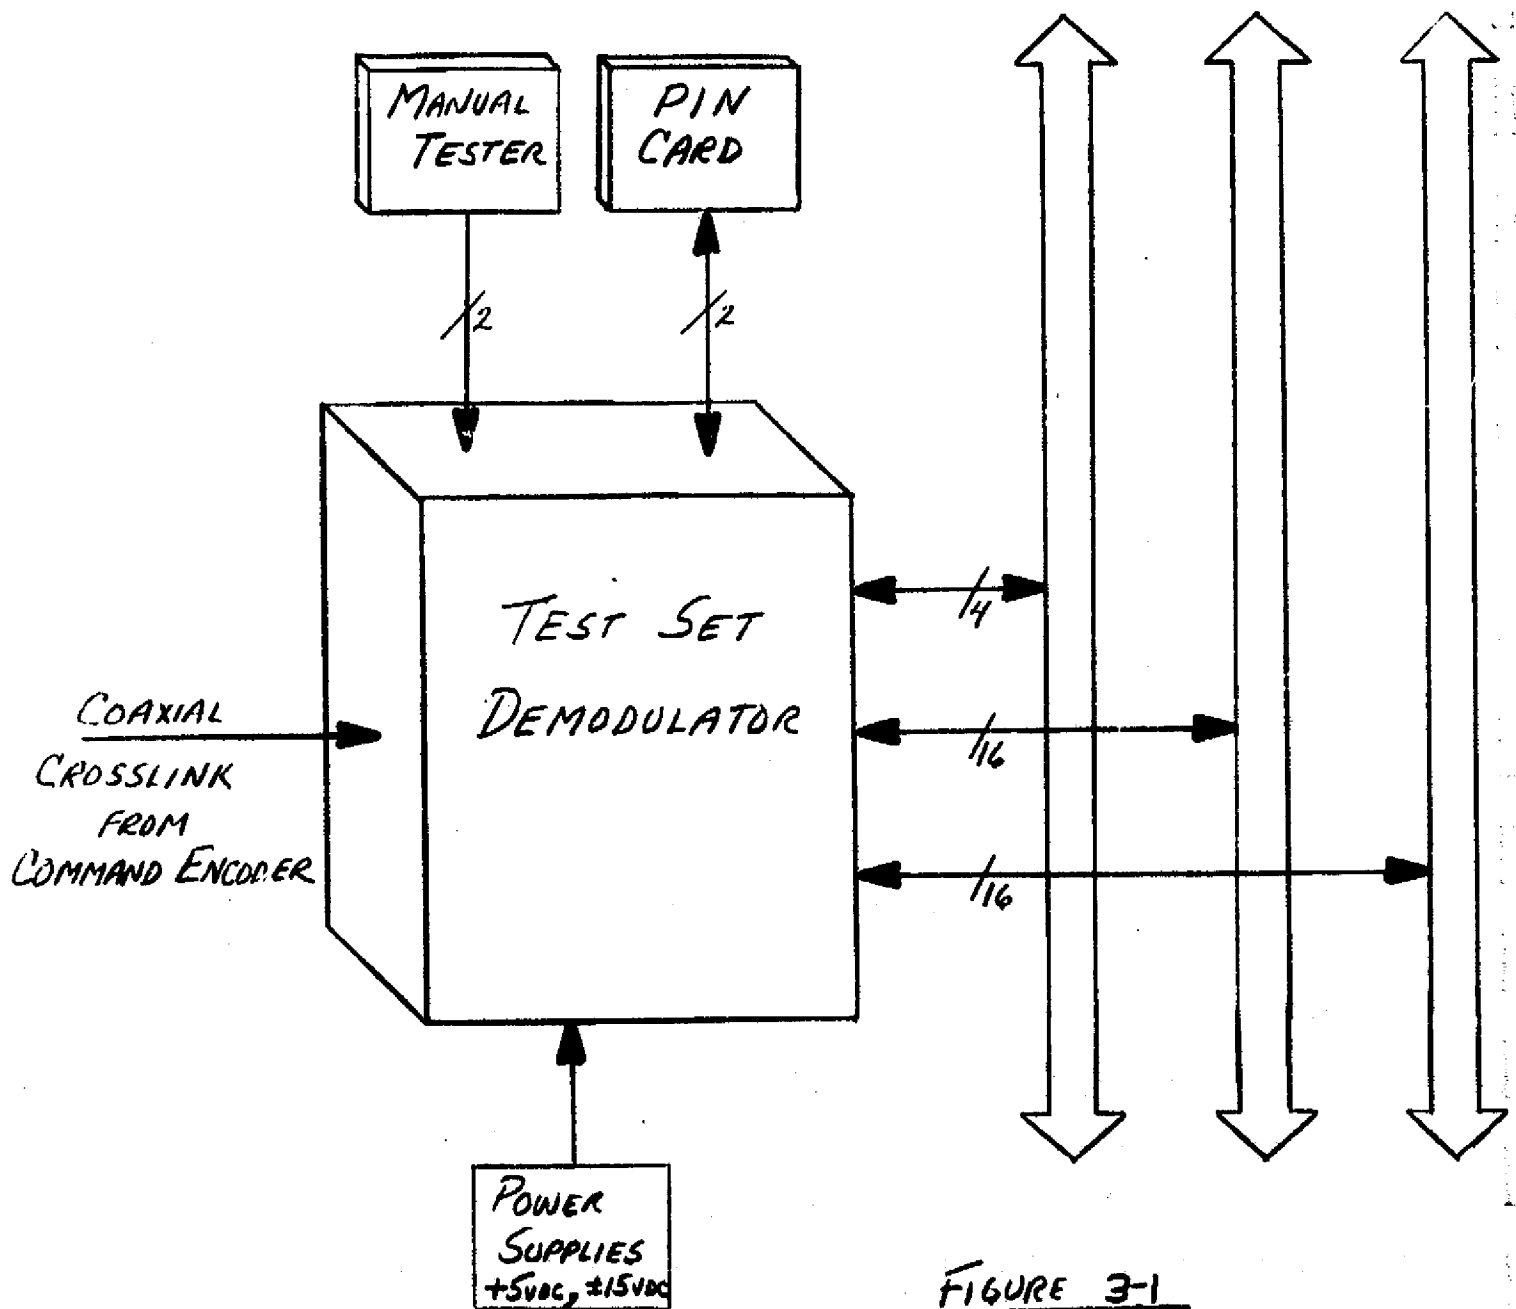 MANUAL
TESTER
PIN
CARD
2
2
TEST SET
DEMODULATOR
4
16
16
COAXIAL
CROSSLINK
FROM
COMMAND ENCODER
POWER
SUPPLIES
+5VDC, ±15VDC
FIGURE 3-1